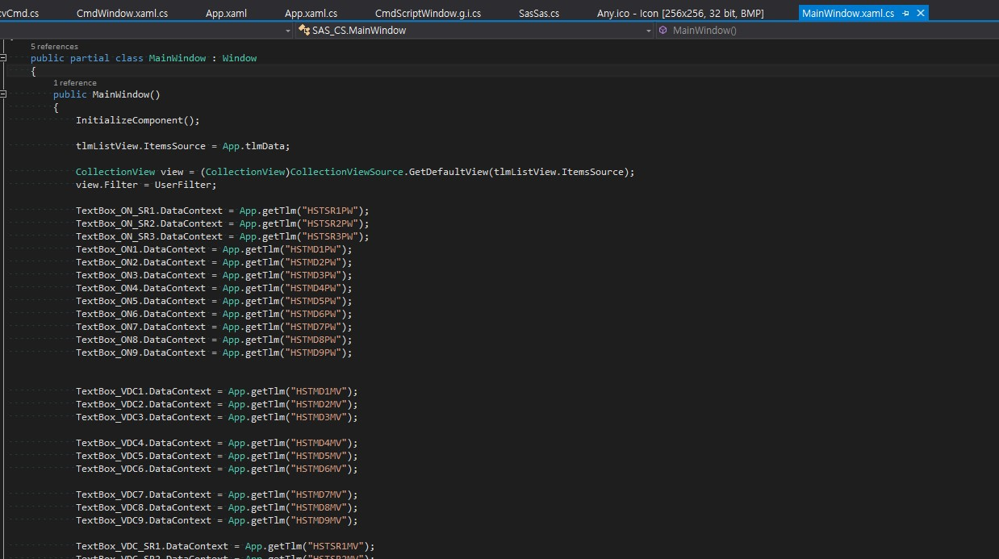 cvCmd.cs CmdWindow.xaml.cs App.xaml App.xaml.cs CmdScriptWindow.g.i.cs SasSas.cs Any.ico - Icon [256x256, 32 bit, BMP] MainWindow.xaml.cs
SAS_CS.MainWindow MainWindow()
5 references
public partial class MainWindow : Window
{
1 reference
public MainWindow()
{
InitializeComponent();
tlmListView.ItemsSource = App.tlmData;
CollectionView view = (CollectionView)CollectionViewSource.GetDefaultView(tlmListView.ItemsSource);
view.Filter = UserFilter;
TextBox_ON_SR1.DataContext = App.getTlm("HSTSR1PW");
TextBox_ON_SR2.DataContext = App.getTlm("HSTSR2PW");
TextBox_ON_SR3.DataContext = App.getTlm("HSTSR3PW");
TextBox_ON1.DataContext = App.getTlm("HSTMD1PW");
TextBox_ON2.DataContext = App.getTlm("HSTMD2PW");
TextBox_ON3.DataContext = App.getTlm("HSTMD3PW");
TextBox_ON4.DataContext = App.getTlm("HSTMD4PW");
TextBox_ON5.DataContext = App.getTlm("HSTMD5PW");
TextBox_ON6.DataContext = App.getTlm("HSTMD6PW");
TextBox_ON7.DataContext = App.getTlm("HSTMD7PW");
TextBox_ON8.DataContext = App.getTlm("HSTMD8PW");
TextBox_ON9.DataContext = App.getTlm("HSTMD9PW");
TextBox_VDC1.DataContext = App.getTlm("HSTMD1MV");
TextBox_VDC2.DataContext = App.getTlm("HSTMD2MV");
TextBox_VDC3.DataContext = App.getTlm("HSTMD3MV");
TextBox_VDC4.DataContext = App.getTlm("HSTMD4MV");
TextBox_VDC5.DataContext = App.getTlm("HSTMD5MV");
TextBox_VDC6.DataContext = App.getTlm("HSTMD6MV");
TextBox_VDC7.DataContext = App.getTlm("HSTMD7MV");
TextBox_VDC8.DataContext = App.getTlm("HSTMD8MV");
TextBox_VDC9.DataContext = App.getTlm("HSTMD9MV");
TextBox_VDC_SR1.DataContext = App.getTlm("HSTSR1MV");
TextBox_VDC_SR2.DataContext = App.getTlm("HSTSR2MV");